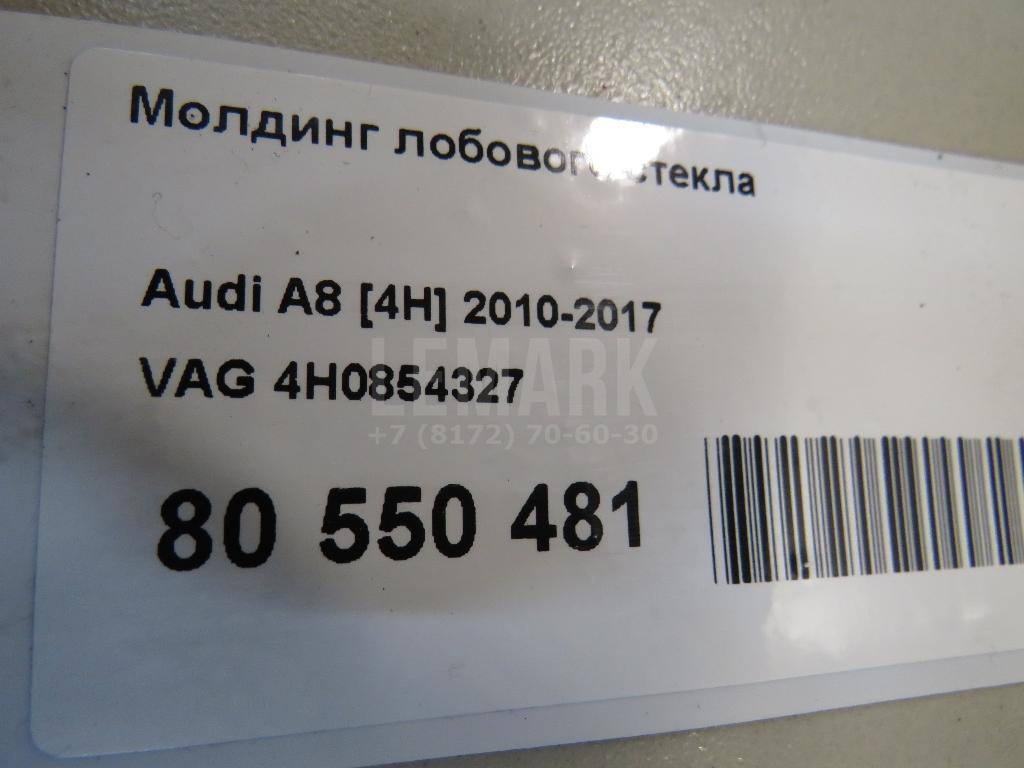 Молдинг лобового стекла
Audi A8 [4H] 2010-2017
VAG 4H0854327
LEMARK
+7 (8172) 70-60-30
80 550 481